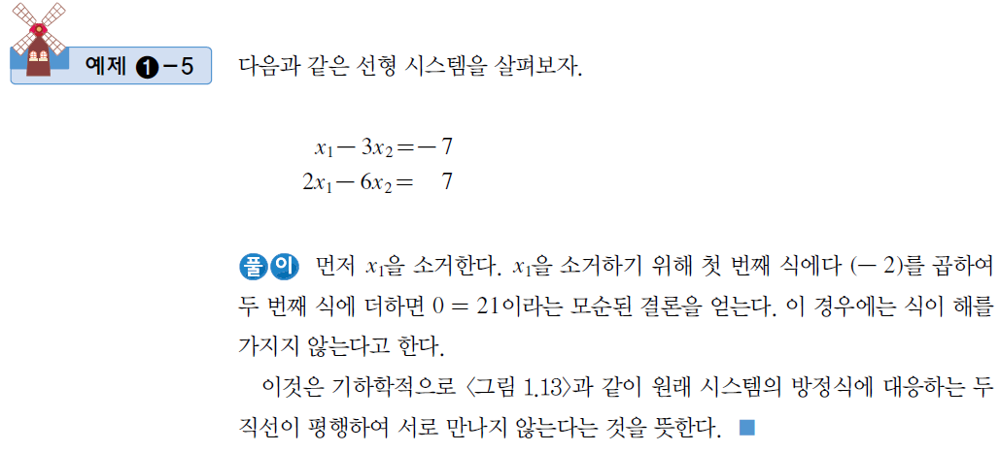 예제 ❶-5 다음과 같은 선형 시스템을 살펴보자.
x₁ - 3x₂ = - 7
2x₁ - 6x₂ = 7
풀이 먼저 x₁을 소거한다. x₁을 소거하기 위해 첫 번째 식에다 (- 2)를 곱하여
두 번째 식에 더하면 0 = 21이라는 모순된 결론을 얻는다. 이 경우에는 식이 해를
가지지 않는다고 한다.
이것은 기하학적으로 〈그림 1.13〉과 같이 원래 시스템의 방정식에 대응하는 두
직선이 평행하여 서로 만나지 않는다는 것을 뜻한다. ■